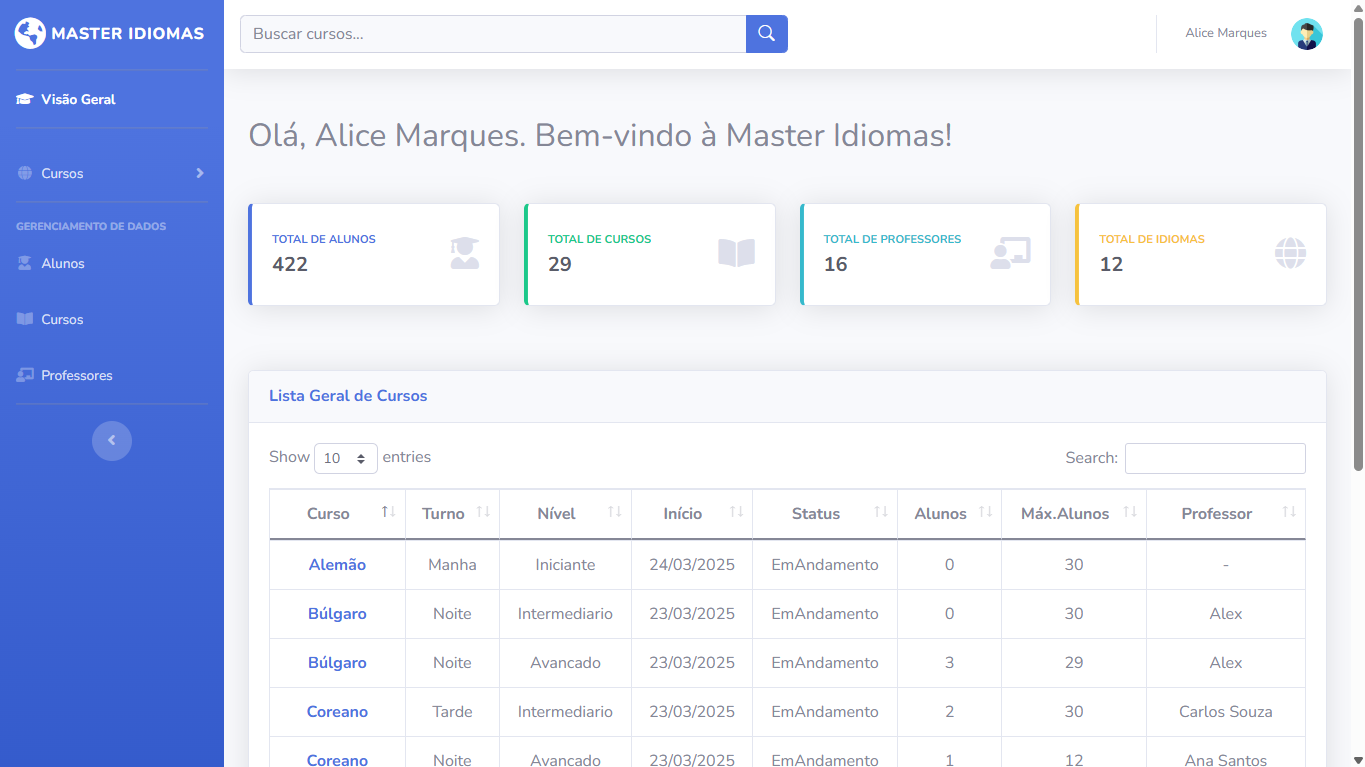 MASTER IDIOMAS
Buscar cursos...
Alice Marques
Visão Geral
Cursos
GERENCIAMENTO DE DADOS
Alunos
Cursos
Professores
Olá, Alice Marques. Bem-vindo à Master Idiomas!
TOTAL DE ALUNOS
422
TOTAL DE CURSOS
29
TOTAL DE PROFESSORES
16
TOTAL DE IDIOMAS
12
Lista Geral de Cursos
Show 10 entries
Search:
Curso Turno Nível Início Status Alunos Máx.Alunos Professor
Alemão Manha Iniciante 24/03/2025 EmAndamento 0 30 -
Búlgaro Noite Intermediario 23/03/2025 EmAndamento 0 30 Alex
Búlgaro Noite Avancado 23/03/2025 EmAndamento 3 29 Alex
Coreano Tarde Intermediario 23/03/2025 EmAndamento 2 30 Carlos Souza
Coreano Noite Avancado 23/03/2025 EmAndamento 1 12 Ana Santos